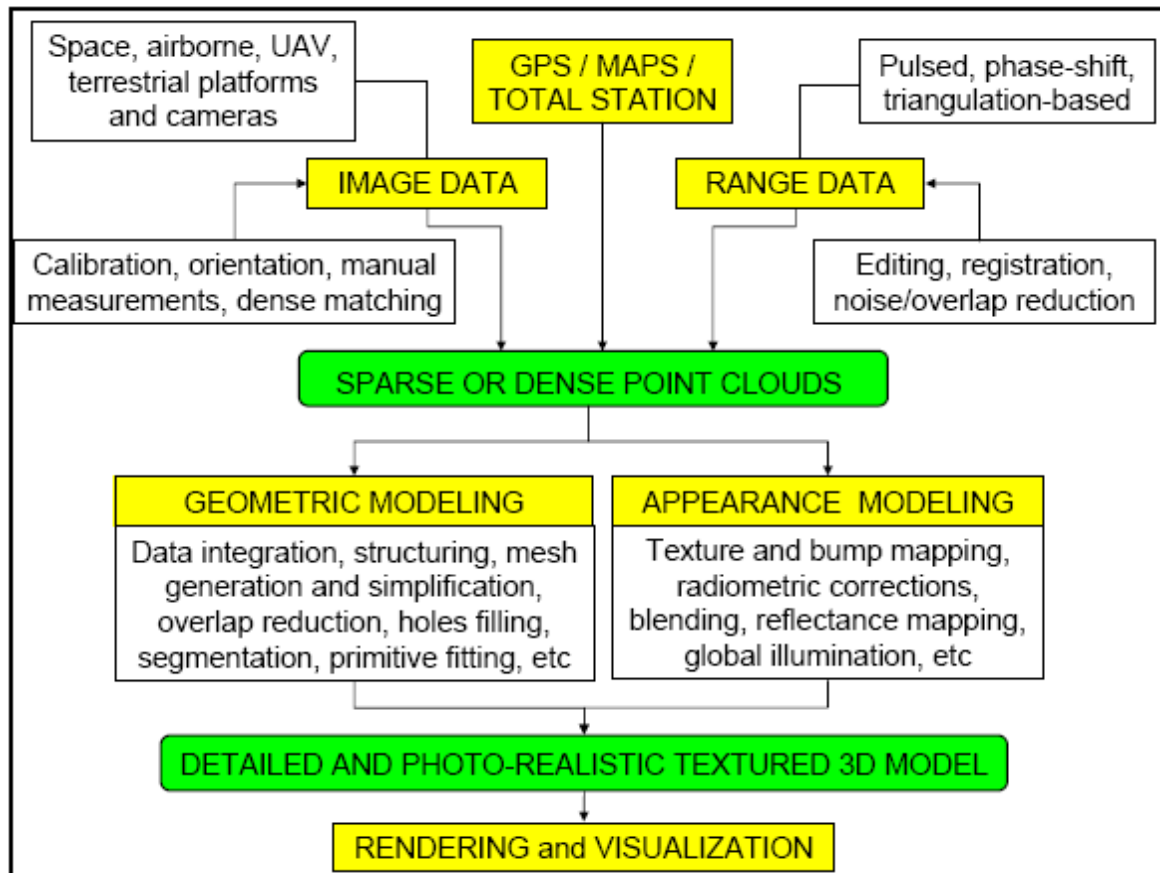 Space, airborne, UAV,
terrestrial platforms
and cameras
GPS / MAPS /
TOTAL STATION
Pulsed, phase-shift,
triangulation-based
IMAGE DATA
RANGE DATA
Calibration, orientation, manual
measurements, dense matching
Editing, registration,
noise/overlap reduction
SPARSE OR DENSE POINT CLOUDS
GEOMETRIC MODELING
Data integration, structuring, mesh
generation and simplification,
overlap reduction, holes filling,
segmentation, primitive fitting, etc
APPEARANCE MODELING
Texture and bump mapping,
radiometric corrections,
blending, reflectance mapping,
global illumination, etc
DETAILED AND PHOTO-REALISTIC TEXTURED 3D MODEL
RENDERING and VISUALIZATION